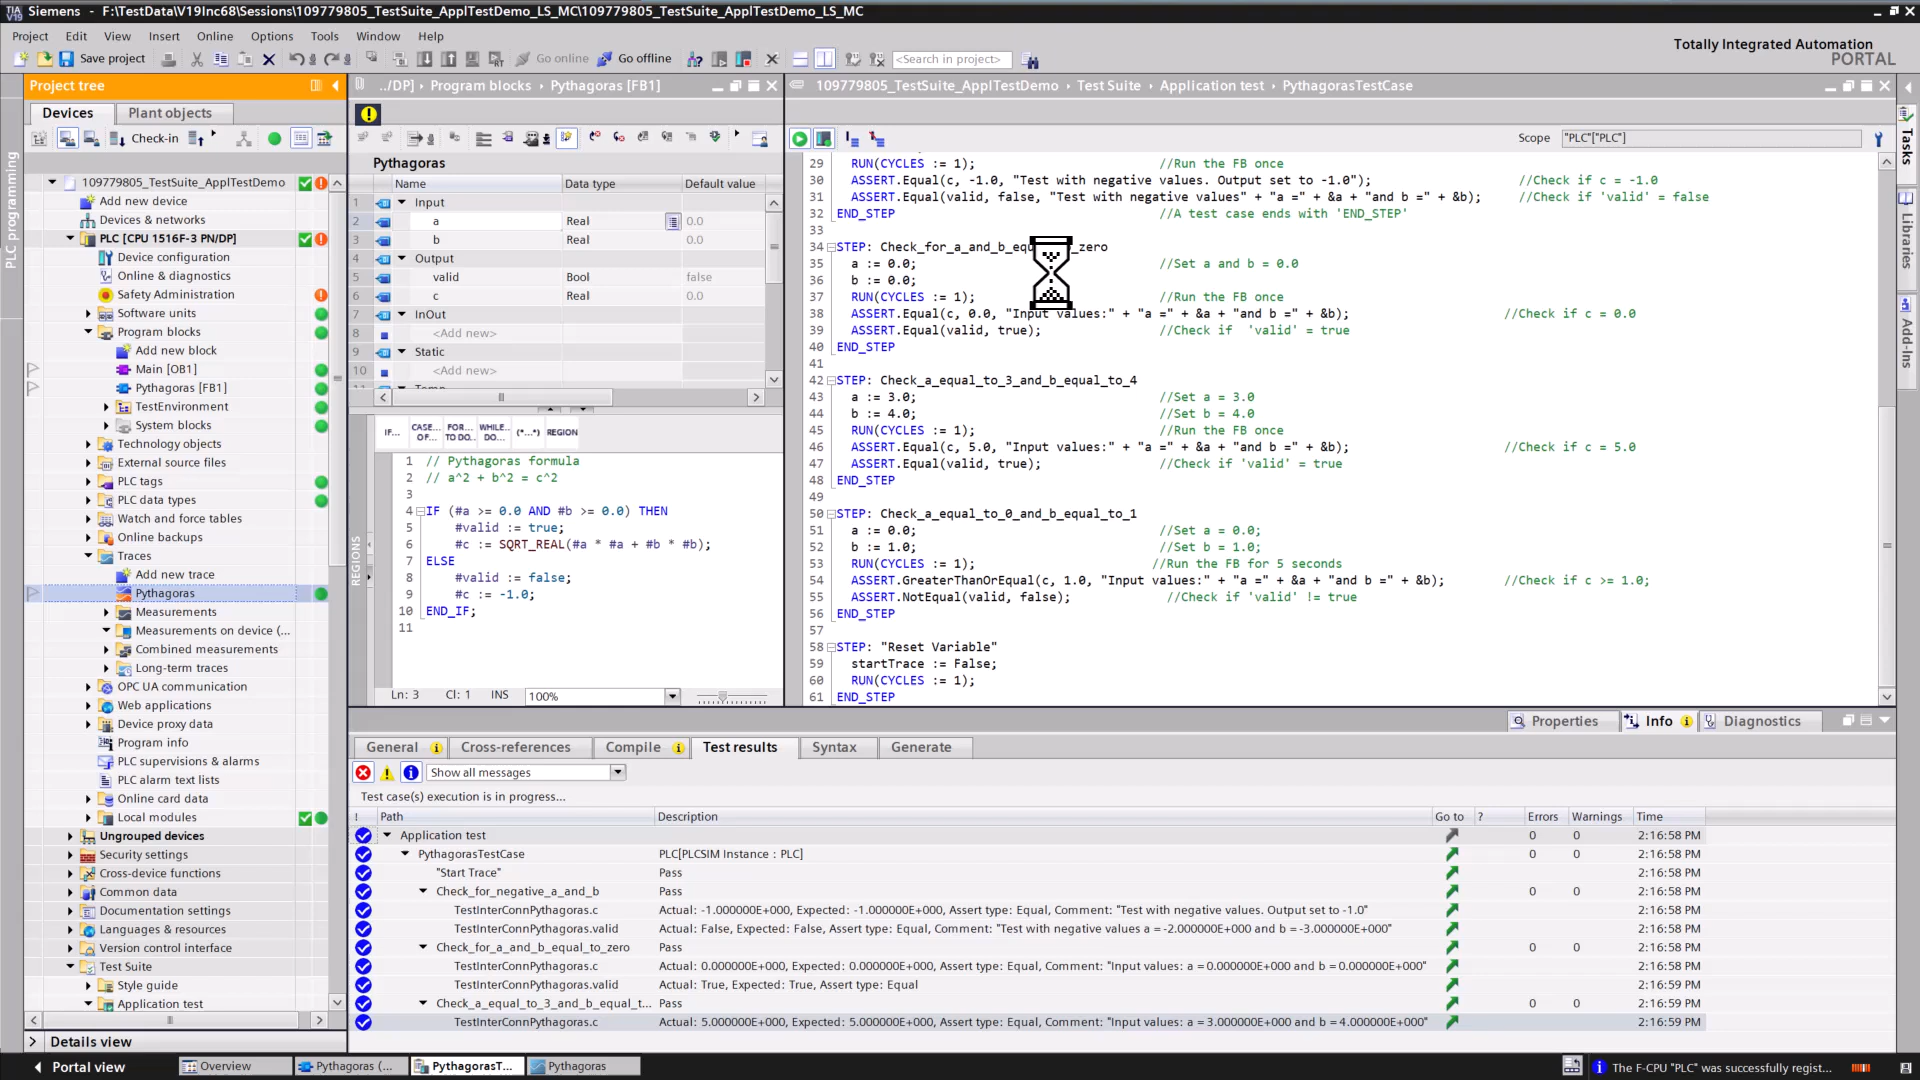 Siemens - F:\TestData\V19Inc68\Sessions\109779805_TestSuite_ApplTestDemo_LS_MC\109779805_TestSuite_ApplTestDemo_LS_MC
Project Edit View Insert Online Options Tools Window Help
Totally Integrated Automation
PORTAL
Save project
Go online
Go offline
<Search in project>
Project tree
Devices
Plant objects
Check-in
PLC programming
109779805_TestSuite_ApplTestDemo
Add new device
Devices & networks
PLC [CPU 1516F-3 PN/DP]
Device configuration
Online & diagnostics
Safety Administration
Software units
Program blocks
Add new block
Main [OB1]
Pythagoras [FB1]
TestEnvironment
System blocks
Technology objects
External source files
PLC tags
PLC data types
Watch and force tables
Online backups
Traces
Add new trace
Pythagoras
Measurements
Measurements on device (...
Combined measurements
Long-term traces
OPC UA communication
Web applications
Device proxy data
Program info
PLC supervisions & alarms
PLC alarm text lists
Online card data
Local modules
Ungrouped devices
Security settings
Cross-device functions
Common data
Documentation settings
Languages & resources
Version control interface
Test Suite
Style guide
Application test
Details view
../DP] Program blocks Pythagoras [FB1]
Pythagoras
Name Data type Default value
1 Input
2 a Real 0.0
3 b Real 0.0
4 Output
5 valid Bool false
6 c Real 0.0
7 InOut
8 <Add new>
9 Static
10 <Add new>
IF... CASE... OF... FOR... TO DO... WHILE... DO... (*...*) REGION
REGIONS
1 // Pythagoras formula
2 // a^2 + b^2 = c^2
3
4 IF (#a >= 0.0 AND #b >= 0.0) THEN
5 #valid := true;
6 #c := SQRT_REAL(#a * #a + #b * #b);
7 ELSE
8 #valid := false;
9 #c := -1.0;
10 END_IF;
11
Ln: 3 Cl: 1 INS 100%
109779805_TestSuite_ApplTestDemo Test Suite Application test PythagorasTestCase
Scope "PLC"["PLC"]
29 RUN(CYCLES := 1); //Run the FB once
30 ASSERT.Equal(c, -1.0, "Test with negative values. Output set to -1.0"); //Check if c = -1.0
31 ASSERT.Equal(valid, false, "Test with negative values" + "a =" + &a + "and b =" + &b); //Check if 'valid' = false
32 END_STEP //A test case ends with 'END_STEP'
33
34 STEP: Check_for_a_and_b_equ _zero
35 a := 0.0; //Set a and b = 0.0
36 b := 0.0;
37 RUN(CYCLES := 1); //Run the FB once
38 ASSERT.Equal(c, 0.0, "Input values:" + "a =" + &a + "and b =" + &b); //Check if c = 0.0
39 ASSERT.Equal(valid, true); //Check if 'valid' = true
40 END_STEP
41
42 STEP: Check_a_equal_to_3_and_b_equal_to_4
43 a := 3.0; //Set a = 3.0
44 b := 4.0; //Set b = 4.0
45 RUN(CYCLES := 1); //Run the FB once
46 ASSERT.Equal(c, 5.0, "Input values:" + "a =" + &a + "and b =" + &b); //Check if c = 5.0
47 ASSERT.Equal(valid, true); //Check if 'valid' = true
48 END_STEP
49
50 STEP: Check_a_equal_to_0_and_b_equal_to_1
51 a := 0.0; //Set a = 0.0;
52 b := 1.0; //Set b = 1.0;
53 RUN(CYCLES := 1); //Run the FB for 5 seconds
54 ASSERT.GreaterThanOrEqual(c, 1.0, "Input values:" + "a =" + &a + "and b =" + &b); //Check if c >= 1.0;
55 ASSERT.NotEqual(valid, false); //Check if 'valid' != true
56 END_STEP
57
58 STEP: "Reset Variable"
59 startTrace := False;
60 RUN(CYCLES := 1);
61 END_STEP
Tasks
Libraries
Add-Ins
Properties Info Diagnostics
General Cross-references Compile Test results Syntax Generate
Show all messages
Test case(s) execution is in progress...
! Path Description Go to ? Errors Warnings Time
Application test 0 0 2:16:58 PM
PythagorasTestCase PLC[PLCSIM Instance : PLC] 0 0 2:16:58 PM
"Start Trace" Pass 2:16:58 PM
Check_for_negative_a_and_b Pass 0 0 2:16:58 PM
TestInterConnPythagoras.c Actual: -1.000000E+000, Expected: -1.000000E+000, Assert type: Equal, Comment: "Test with negative values. Output set to -1.0" 2:16:58 PM
TestInterConnPythagoras.valid Actual: False, Expected: False, Assert type: Equal, Comment: "Test with negative values a = -2.000000E+000 and b = -3.000000E+000" 2:16:58 PM
Check_for_a_and_b_equal_to_zero Pass 0 0 2:16:58 PM
TestInterConnPythagoras.c Actual: 0.000000E+000, Expected: 0.000000E+000, Assert type: Equal, Comment: "Input values: a = 0.000000E+000 and b = 0.000000E+000" 2:16:58 PM
TestInterConnPythagoras.valid Actual: True, Expected: True, Assert type: Equal 2:16:59 PM
Check_a_equal_to_3_and_b_equal_t... Pass 0 0 2:16:59 PM
TestInterConnPythagoras.c Actual: 5.000000E+000, Expected: 5.000000E+000, Assert type: Equal, Comment: "Input values: a = 3.000000E+000 and b = 4.000000E+000" 2:16:59 PM
Portal view Overview Pythagoras (... PythagorasT... Pythagoras The F-CPU "PLC" was successfully regist...